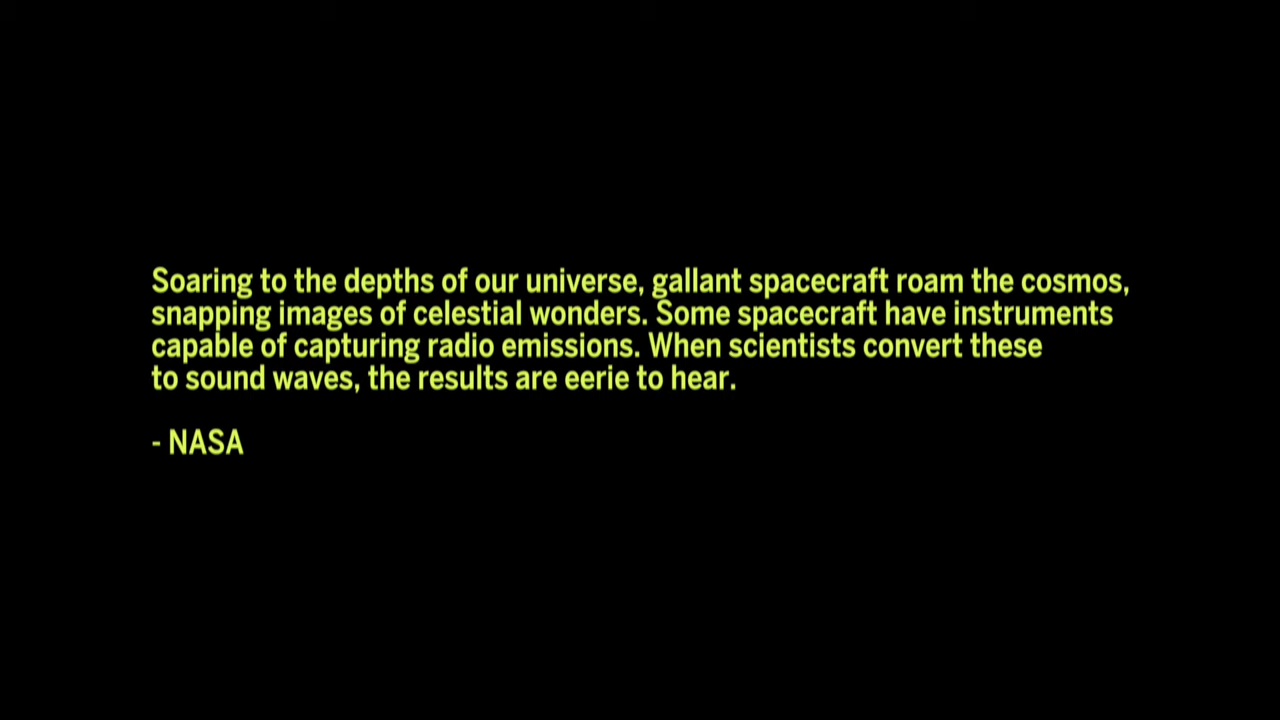 Soaring to the depths of our universe, gallant spacecraft roam the cosmos,
snapping images of celestial wonders. Some spacecraft have instruments
capable of capturing radio emissions. When scientists convert these
to sound waves, the results are eerie to hear.
- NASA